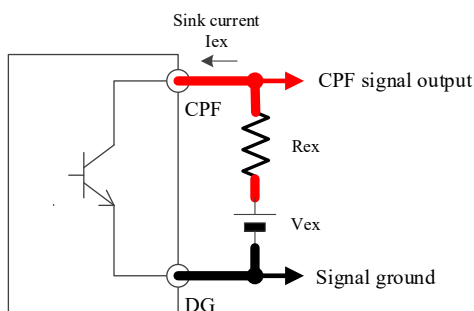 Sink current
Iex
CPF signal output
CPF
Rex
Vex
Signal ground
DG